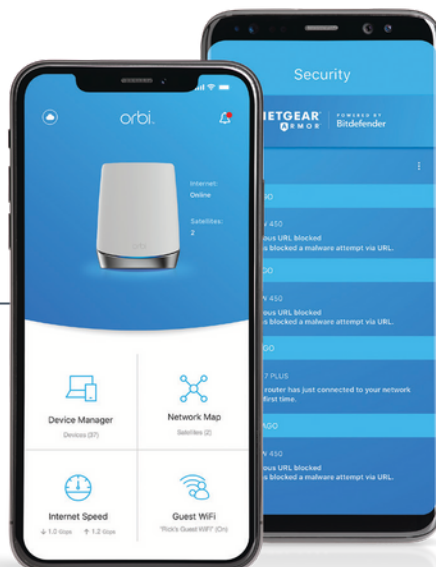 orbi
Internet:
Online
Satellites:
2
orbi
Device Manager
Devices (37)
Network Map
Satellites (2)
Internet Speed
↓ 1.0 Gbps ↑ 1.2 Gbps
Guest WiFi
"Rick's Guest WiFi" (On)
Security
NETGEAR
ARMOR
POWERED BY
Bitdefender
450
URL blocked
blocked a malware attempt via URL.
450
URL blocked
blocked a malware attempt via URL.
7 PLUS
router has just connected to your network
first time.
AGO
450
URL blocked
blocked a malware attempt via URL.